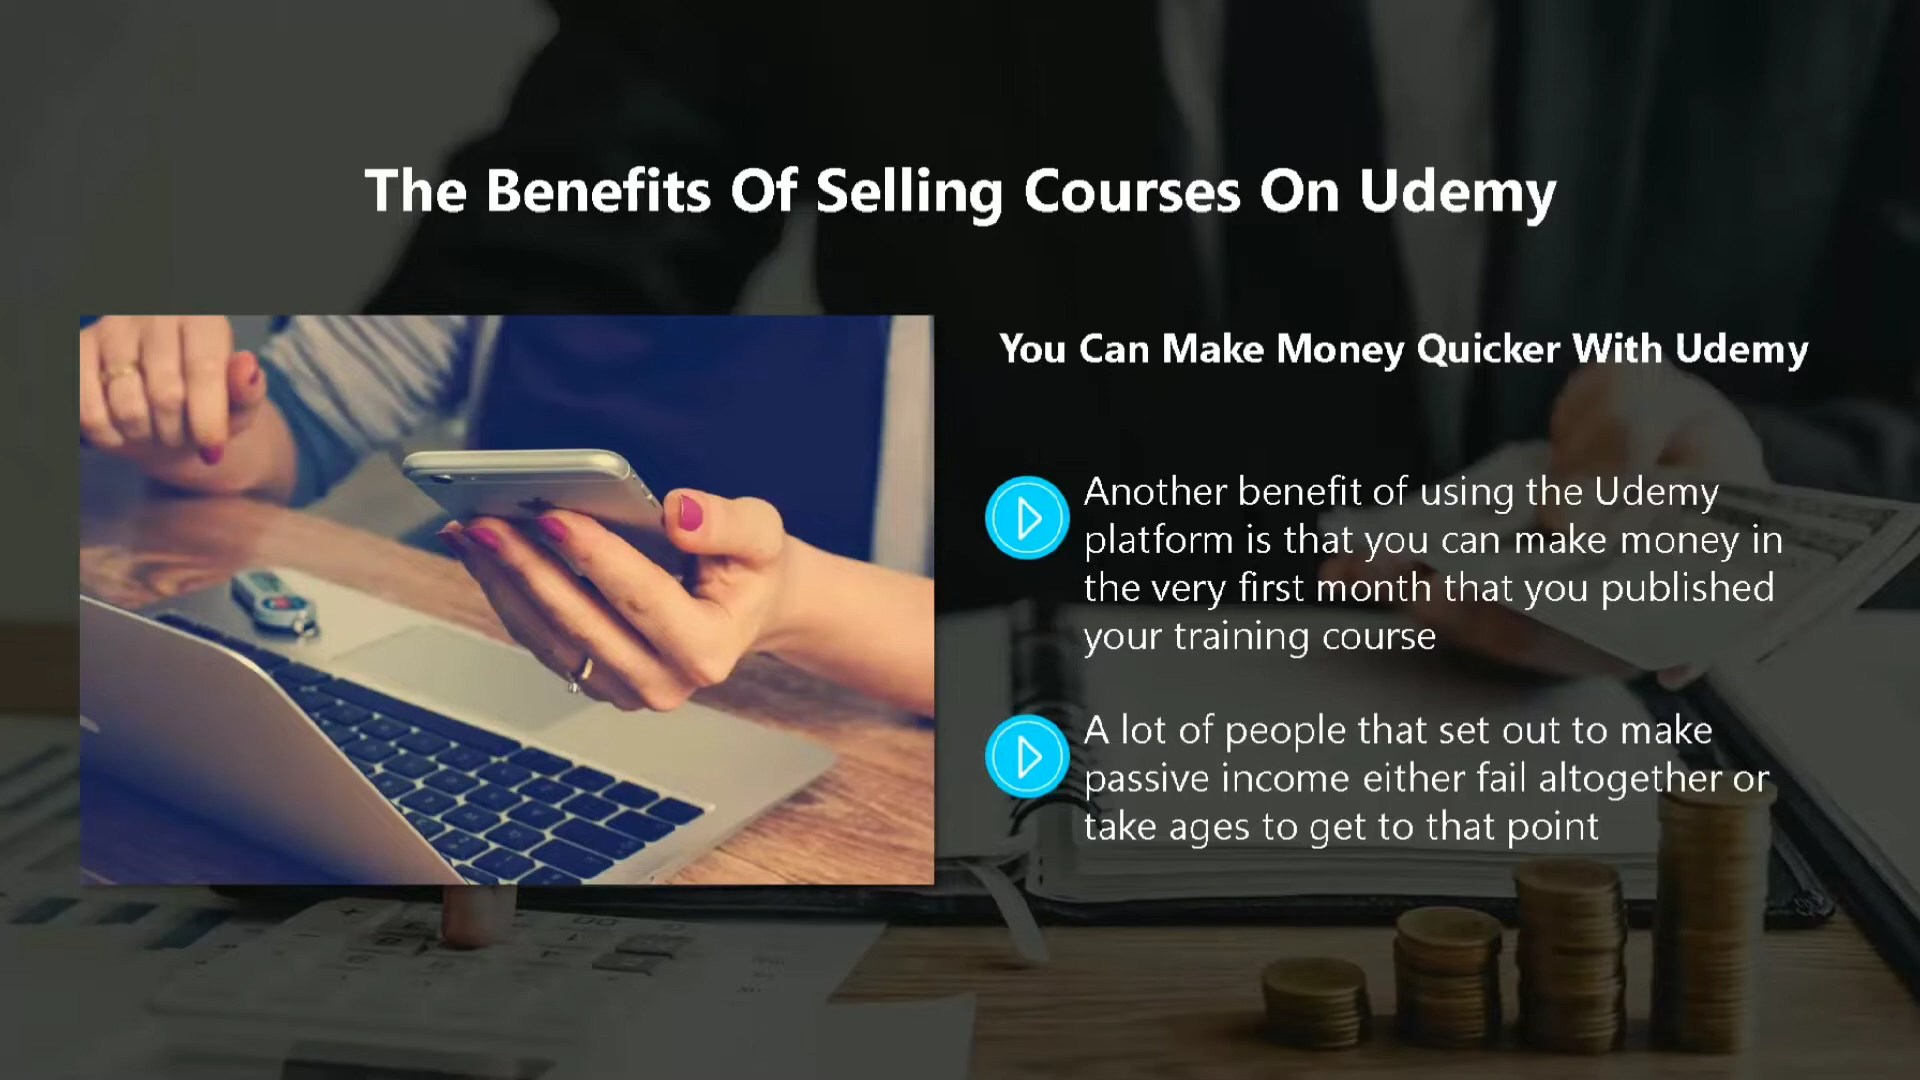 The Benefits Of Selling Courses On Udemy
You Can Make Money Quicker With Udemy
Another benefit of using the Udemy
platform is that you can make money in
the very first month that you published
your training course
A lot of people that set out to make
passive income either fail altogether or
take ages to get to that point